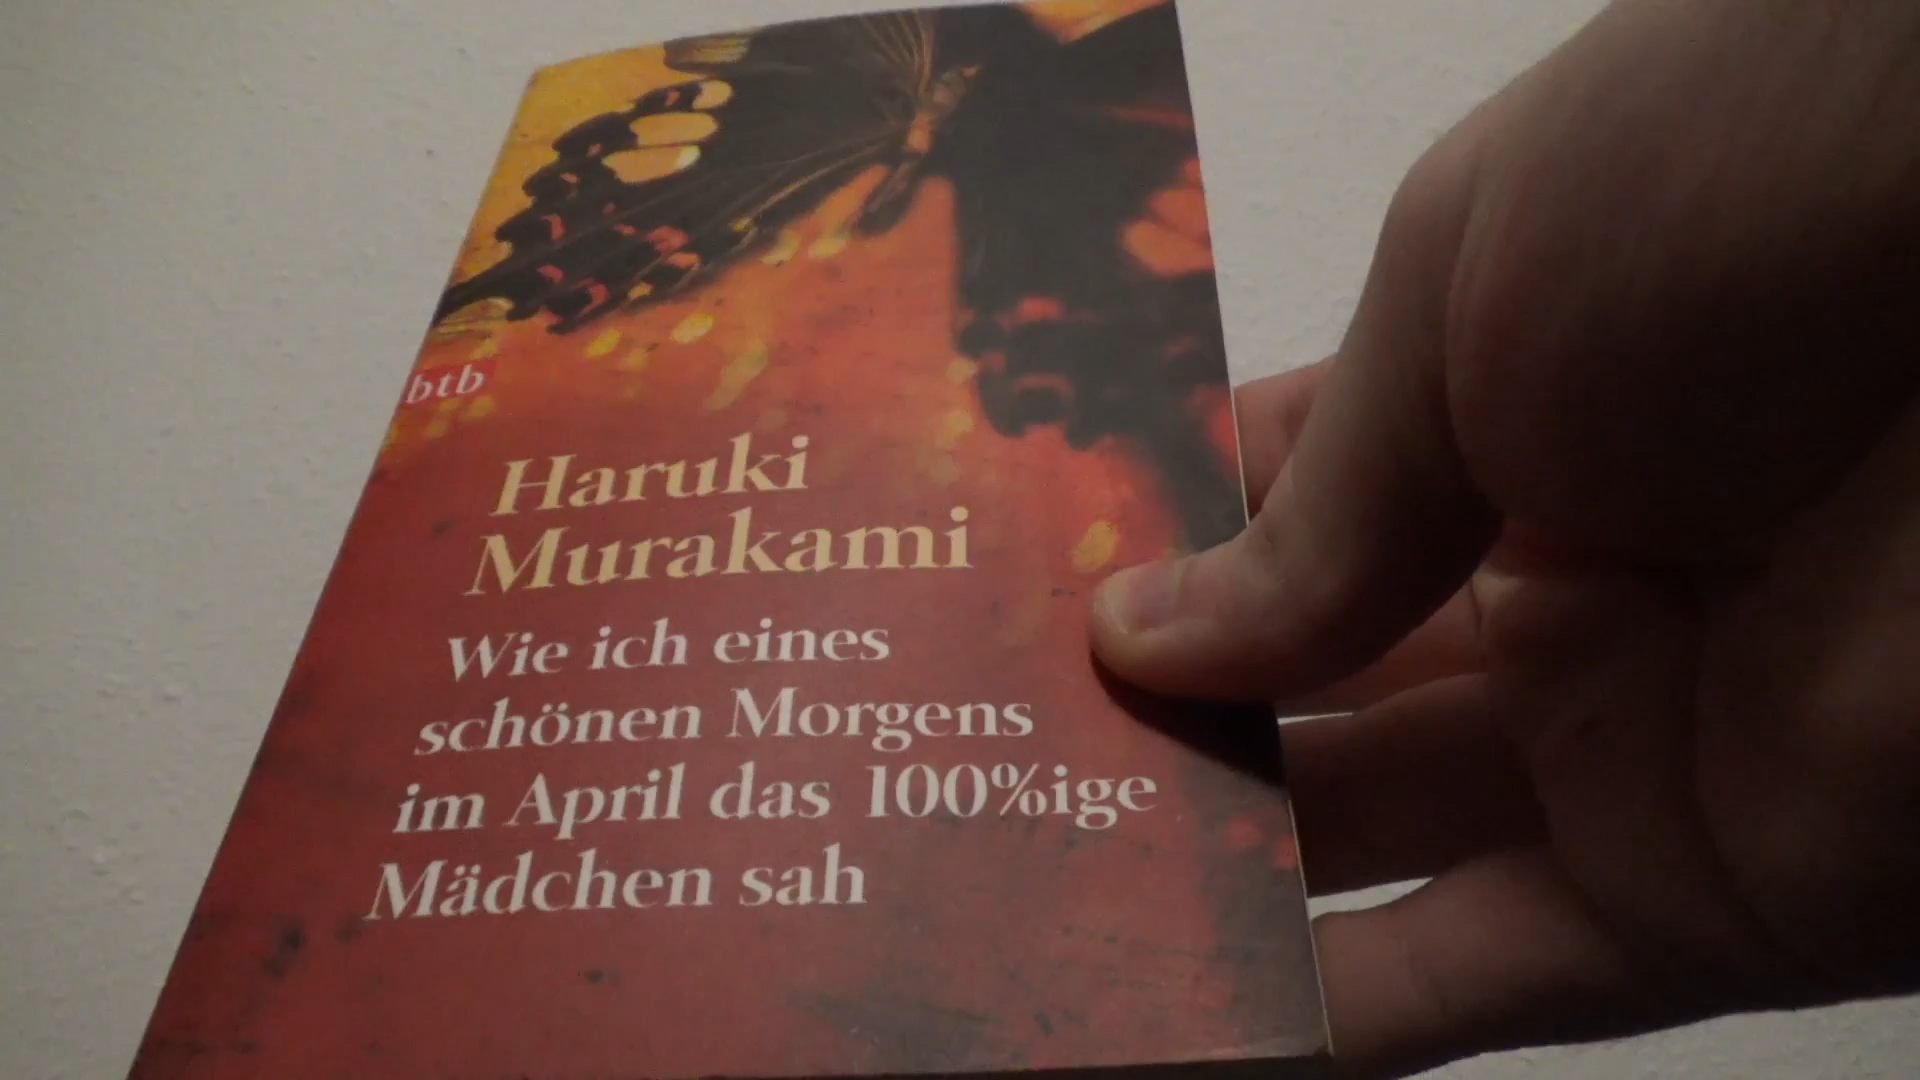 btb
Haruki
Murakami
Wie ich eines
schönen Morgens
im April das 100%ige
Mädchen sah